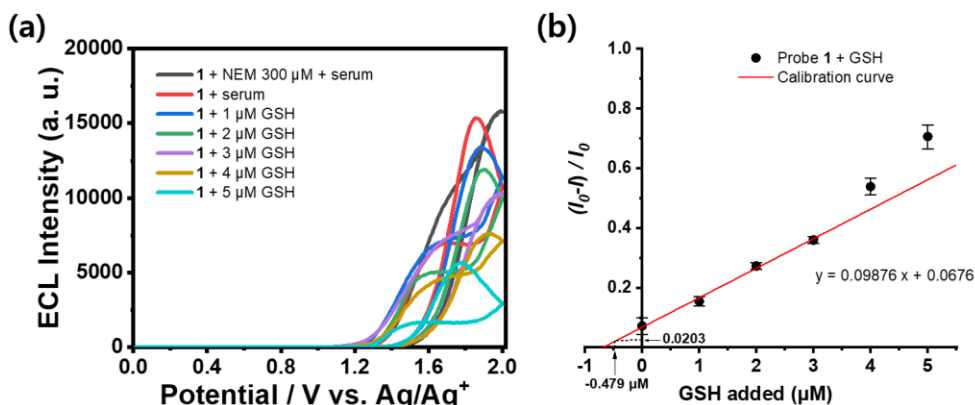 (a)
20000
15000
10000
5000
0
ECL Intensity (a. u.)
1 + NEM 300 μM + serum
1 + serum
1 + 1 μM GSH
1 + 2 μM GSH
1 + 3 μM GSH
1 + 4 μM GSH
1 + 5 μM GSH
0.0 0.4 0.8 1.2 1.6 2.0
Potential / V vs. Ag/Ag+
(b)
1.0
0.8
0.6
0.4
0.2
(I0-I) / I0
Probe 1 + GSH
Calibration curve
y = 0.09876 x + 0.0676
0.0203
0 1 2 3 4 5
-0.479 μM
GSH added (μM)